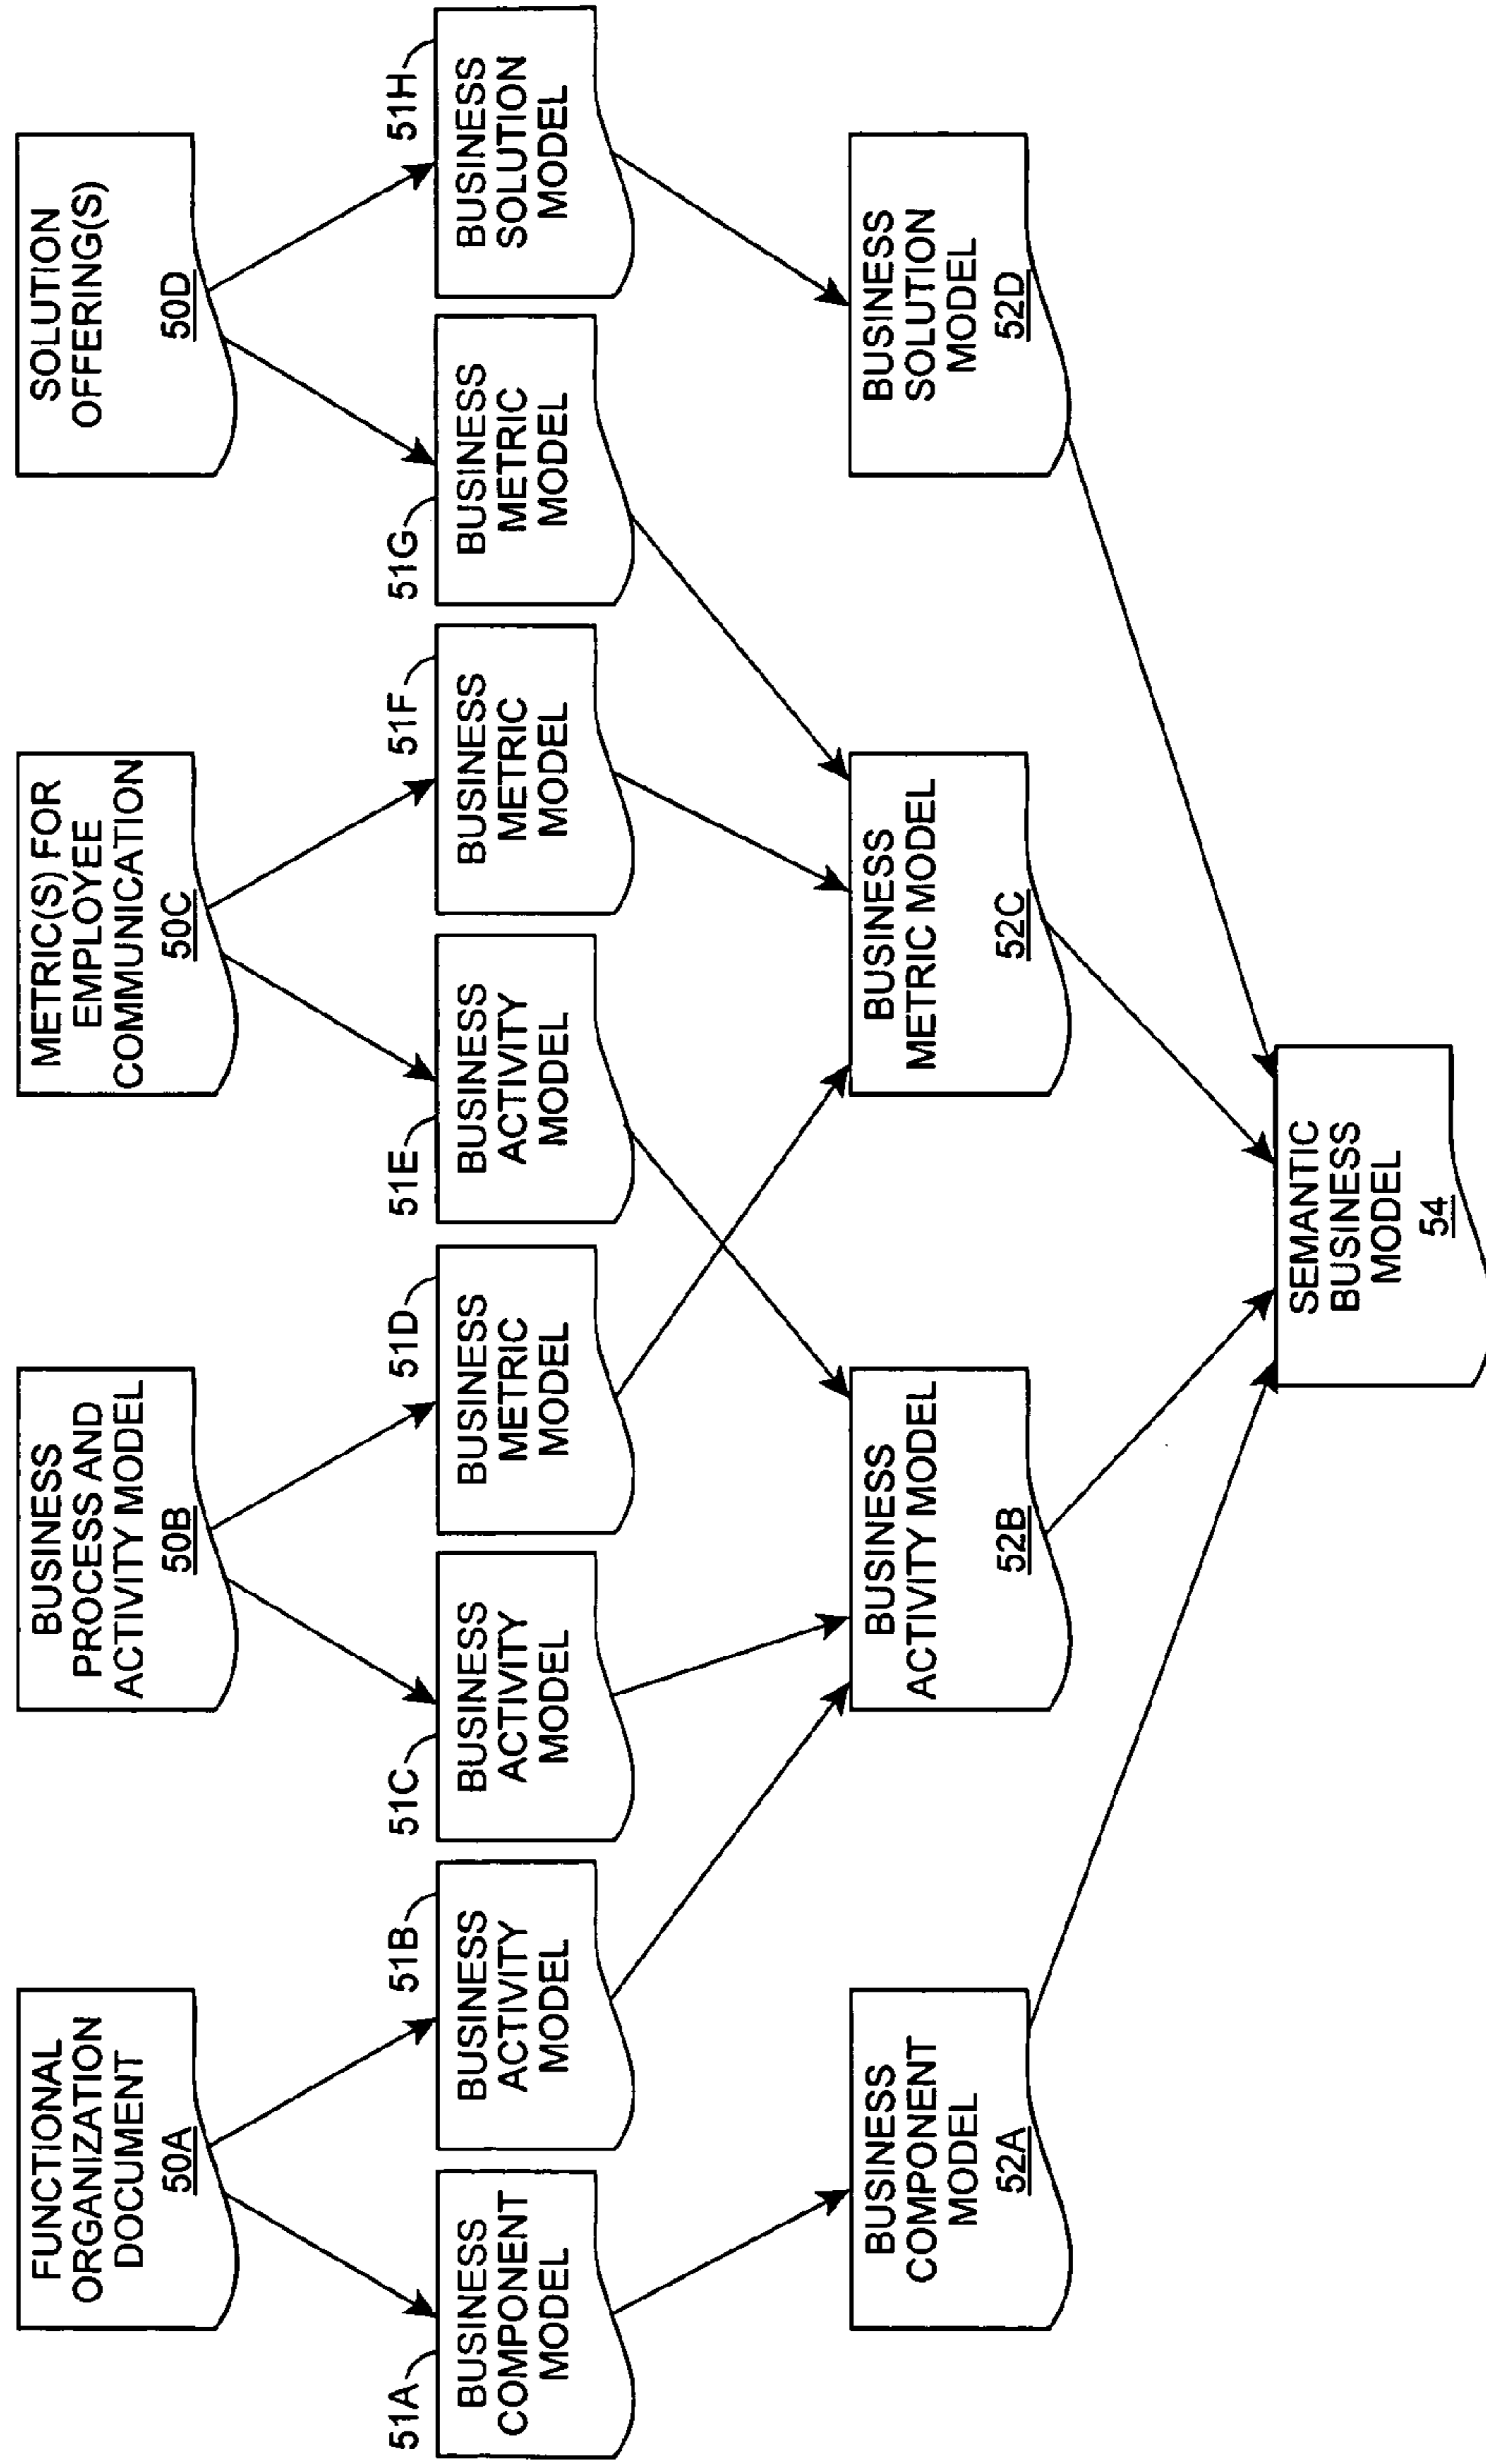 FUNCTIONAL
ORGANIZATION
DOCUMENT
50A
BUSINESS
PROCESS AND
ACTIVITY MODEL
50B
METRIC(S) FOR
EMPLOYEE
COMMUNICATION
50C
SOLUTION
OFFERING(S)
50D
51A
BUSINESS
COMPONENT
MODEL
51B
BUSINESS
ACTIVITY
MODEL
51C
BUSINESS
ACTIVITY
MODEL
51D
BUSINESS
METRIC
MODEL
51E
BUSINESS
ACTIVITY
MODEL
51F
BUSINESS
METRIC
MODEL
51G
BUSINESS
METRIC
MODEL
51H
BUSINESS
SOLUTION
MODEL
BUSINESS
COMPONENT
MODEL
52A
BUSINESS
ACTIVITY MODEL
52B
BUSINESS
METRIC MODEL
52C
BUSINESS
SOLUTION
MODEL
52D
SEMANTIC
BUSINESS
MODEL
54